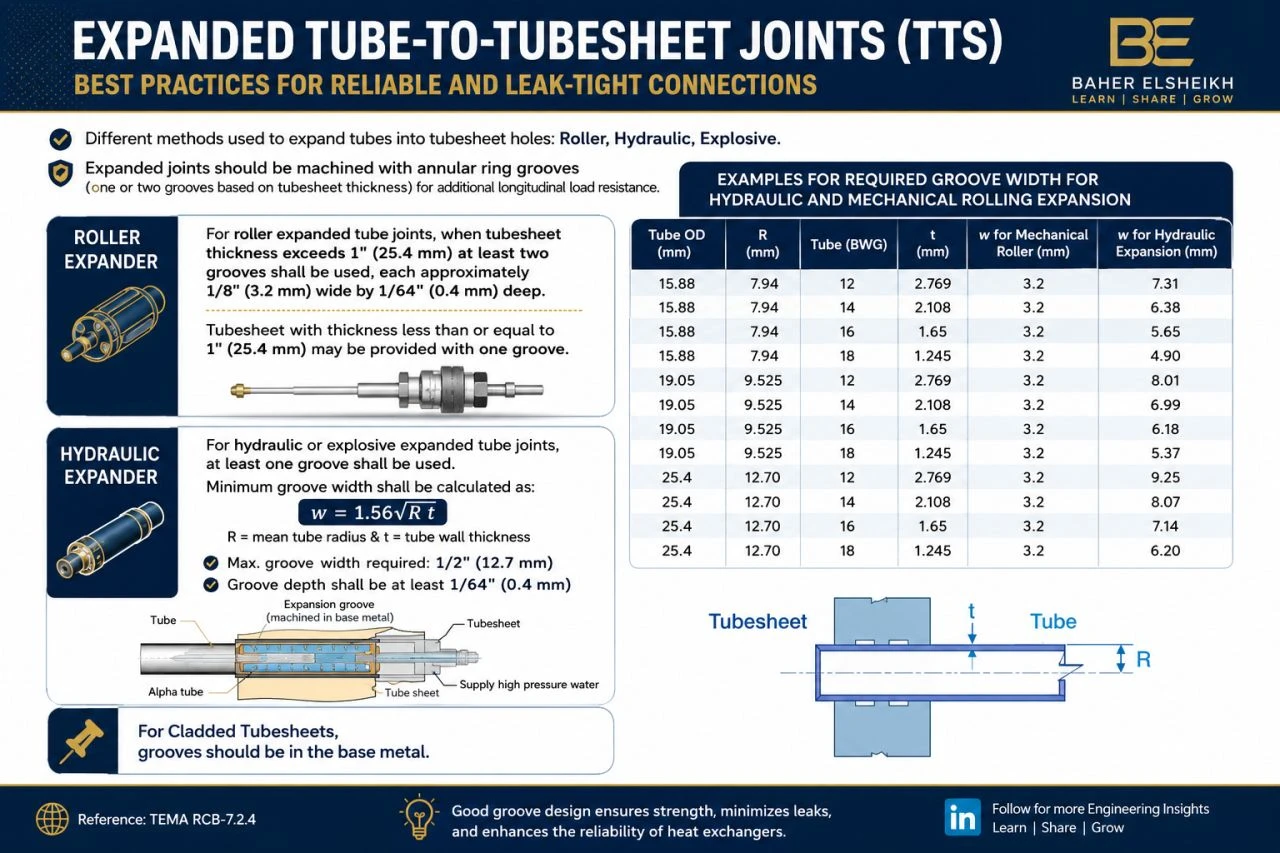 EXPANDED TUBE-TO-TUBESHEET JOINTS (TTS)
BEST PRACTICES FOR RELIABLE AND LEAK-TIGHT CONNECTIONS
BE
BAHER ELSHEIKH
LEARN | SHARE | GROW
Different methods used to expand tubes into tubesheet holes: Roller, Hydraulic, Explosive.
Expanded joints should be machined with annular ring grooves
(one or two grooves based on tubesheet thickness) for additional longitudinal load resistance.
ROLLER
EXPANDER
For roller expanded tube joints, when tubesheet
thickness exceeds 1" (25.4 mm) at least two
grooves shall be used, each approximately
1/8" (3.2 mm) wide by 1/64" (0.4 mm) deep.
Tubesheet with thickness less than or equal to
1" (25.4 mm) may be provided with one groove.
HYDRAULIC
EXPANDER
For hydraulic or explosive expanded tube joints,
at least one groove shall be used.
Minimum groove width shall be calculated as:
w = 1.56√R t
R = mean tube radius & t = tube wall thickness
Max. groove width required: 1/2" (12.7 mm)
Groove depth shall be at least 1/64" (0.4 mm)
Expansion groove
(machined in base metal)
Tube
Tubesheet
Alpha tube
Tube sheet
Supply high pressure water
For Cladded Tubesheets,
grooves should be in the base metal.
EXAMPLES FOR REQUIRED GROOVE WIDTH FOR
HYDRAULIC AND MECHANICAL ROLLING EXPANSION
Tube OD (mm) R (mm) Tube (BWG) t (mm) w for Mechanical Roller (mm) w for Hydraulic Expansion (mm)
15.88 7.94 12 2.769 3.2 7.31
15.88 7.94 14 2.108 3.2 6.38
15.88 7.94 16 1.65 3.2 5.65
15.88 7.94 18 1.245 3.2 4.90
19.05 9.525 12 2.769 3.2 8.01
19.05 9.525 14 2.108 3.2 6.99
19.05 9.525 16 1.65 3.2 6.18
19.05 9.525 18 1.245 3.2 5.37
25.4 12.70 12 2.769 3.2 9.25
25.4 12.70 14 2.108 3.2 8.07
25.4 12.70 16 1.65 3.2 7.14
25.4 12.70 18 1.245 3.2 6.20
Tubesheet
t
Tube
R
Reference: TEMA RCB-7.2.4
Good groove design ensures strength, minimizes leaks,
and enhances the reliability of heat exchangers.
in
Follow for more Engineering Insights
Learn | Share | Grow